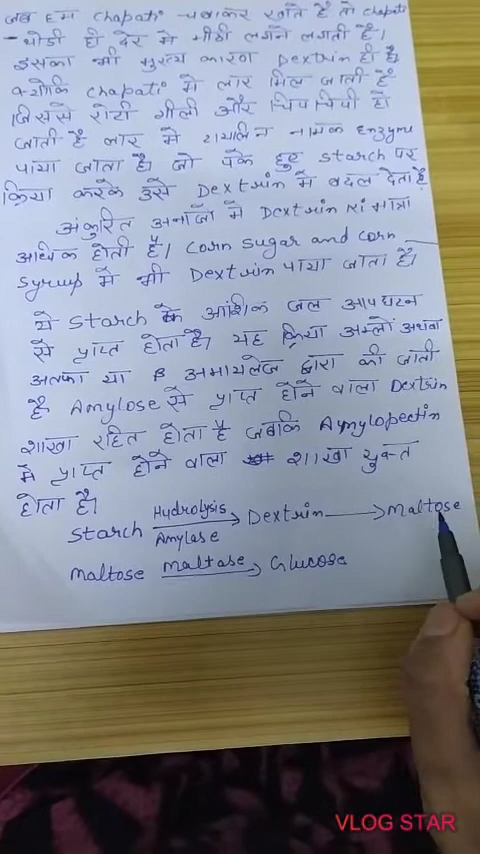 जब हम chapati चबाकर खाते है तो chapati
थोडी ही देर मे मीठी लगने लगती है।
इसका भी मुख्य कारण Dextrin ही है
क्योकि chapati मे लार मिल जाती है
जिससे रोटी गीली और चिपचिपी हो
जाती है लार मे टायलिन नामक Enzyme
पाया जाता है। जो पके हुए starch पर
क्रिया करके उसे Dextrin मे बदल देता है
अंकुरित अनाजो मे Dextrin कि मात्रा
अधिक होती है। Corn sugar and corn
syrup मे भी Dextrin पाया जाता है।
ये starch के आंशिक जल अपघटन
से प्राप्त होता है। यह क्रिया अम्लो अथवा
अल्फा या β अमायलेज द्वारा की जाती
है Amylose से प्राप्त होने वाला Dextrin
शाखा रहित होता है जबकि Aymylopectin
मे प्राप्त होने वाला शाखा युक्त
होता है।
Starch Hydrolysis Amylase → Dextrin → Maltose
Maltose maltase → Glucose
VLOG STAR